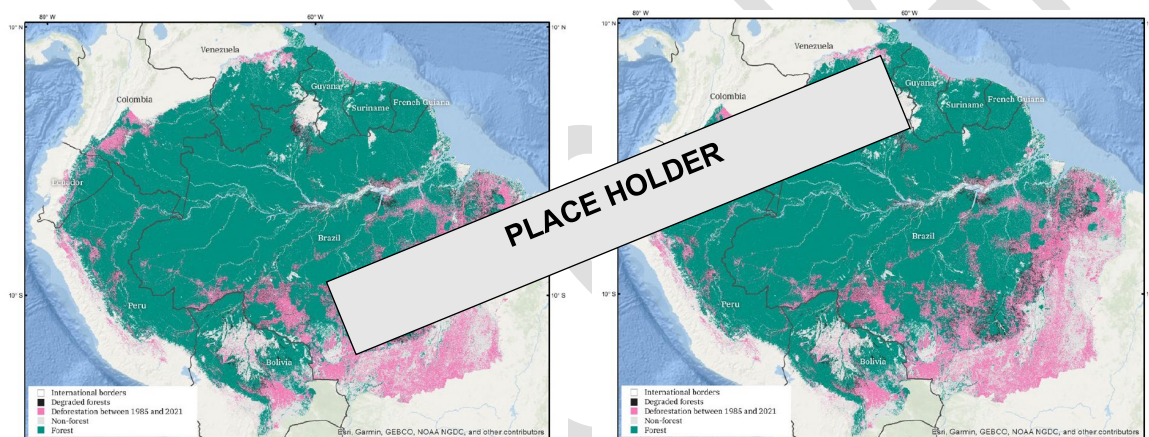 80° W
60° W
10° N
10° N
Venezuela
Guyana
Colombia
Suriname
French Guiana
Ecuador
Brazil
10° S
10° S
Peru
Bolivia
International borders
Degraded forests
Deforestation between 1985 and 2021
Non-forest
Forest
Esri, Garmin, GEBCO, NOAA NGDC, and other contributors
PLACE HOLDER
80° W
60° W
10° N
Venezuela
Guyana
Colombia
Suriname
French Guiana
Ecuador
Brazil
10° S
Peru
Bolivia
International borders
Degraded forests
Deforestation between 1985 and 2021
Non-forest
Forest
Esri, Garmin, GEBCO, NOAA NGDC, and other contributors